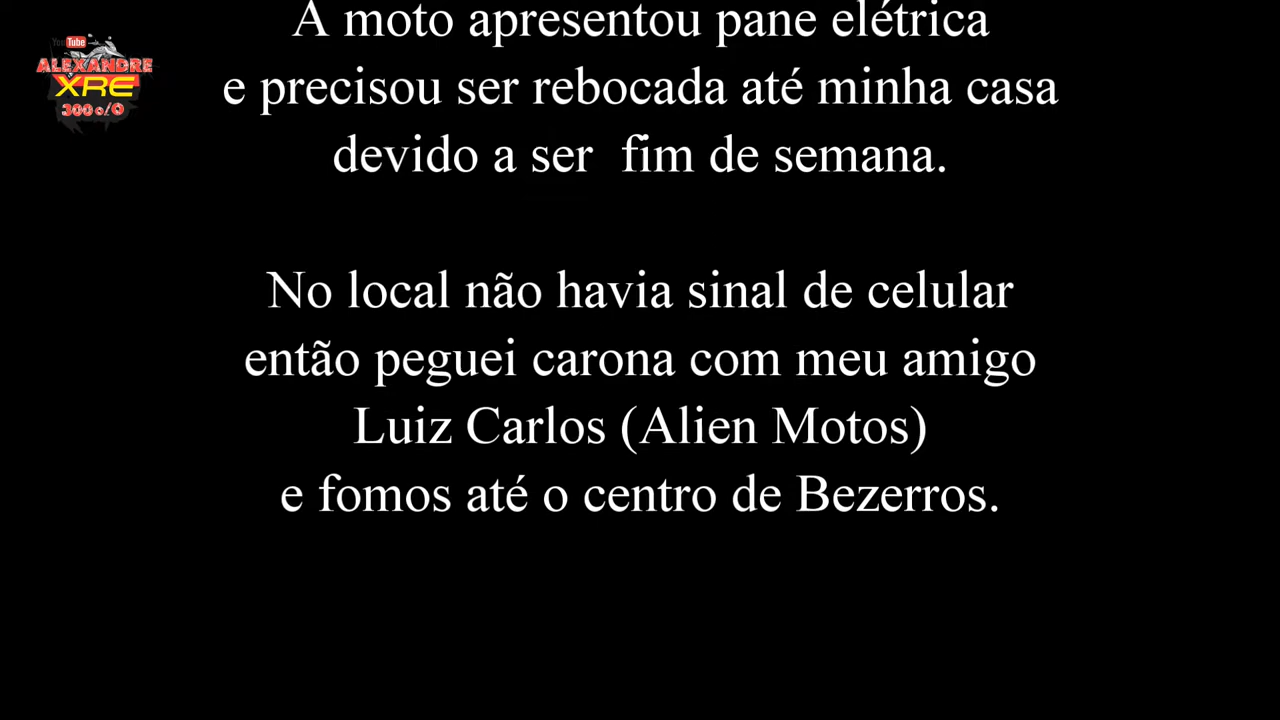 A moto apresentou pane elétrica
e precisou ser rebocada até minha casa
devido a ser fim de semana.
No local não havia sinal de celular
então peguei carona com meu amigo
Luiz Carlos (Alien Motos)
e fomos até o centro de Bezerros.
YouTube
ALEXANDRE
XRE
300 c/O